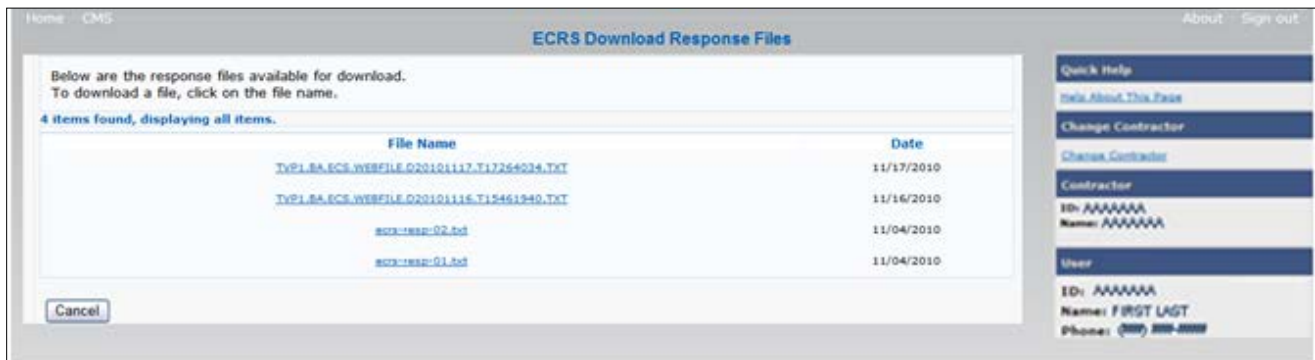 Home CMS About Sign out
ECRS Download Response Files
Below are the response files available for download.
To download a file, click on the file name.
4 items found, displaying all items.
File Name Date
TVP1.BA.ECS.WEBFILE.D20101117.T17264034.TXT 11/17/2010
TVP1.BA.ECS.WEBFILE.D20101116.T15461940.TXT 11/16/2010
ecrs-resp-02.txt 11/04/2010
ecrs-resp-01.txt 11/04/2010
Cancel
Quick Help
Help About This Page
Change Contractor
Change Contractor
Contractor
ID: AAAAAAA
Name: AAAAAAA
User
ID: AAAAAAA
Name: FIRST LAST
Phone: